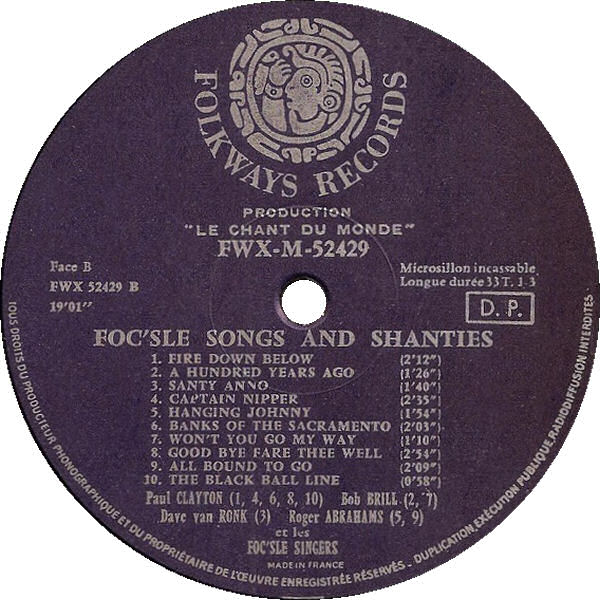 FOLKWAYS RECORDS
PRODUCTION
"LE CHANT DU MONDE"
FWX-M-52429
Face B
FWX 52429 B
19'01"
Microsillon incassable
Longue durée 33 T. 1/3
D. P.
FOC'SLE SONGS AND SHANTIES
1. FIRE DOWN BELOW (2'12")
2. A HUNDRED YEARS AGO (1'26")
3. SANTY ANNO (1'40")
4. CAPTAIN NIPPER (2'35")
5. HANGING JOHNNY (1'54")
6. BANKS OF THE SACRAMENTO (2'03")
7. WON'T YOU GO MY WAY (1'10")
8. GOOD BYE FARE THEE WELL (2'54")
9. ALL BOUND TO GO (2'09")
10. THE BLACK BALL LINE (0'58")
Paul CLAYTON (1, 4, 6, 8, 10) Bob BRILL (2, 7)
Dave van RONK (3) Roger ABRAHAMS (5, 9)
et les
FOC'SLE SINGERS
MADE IN FRANCE
TOUS DROITS DU PRODUCTEUR PHONOGRAPHIQUE ET DU PROPRIÉTAIRE DE L'ŒUVRE ENREGISTRÉE RÉSERVÉS - DUPLICATION EXÉCUTION PUBLIQUE, RADIODIFFUSION INTERDITES